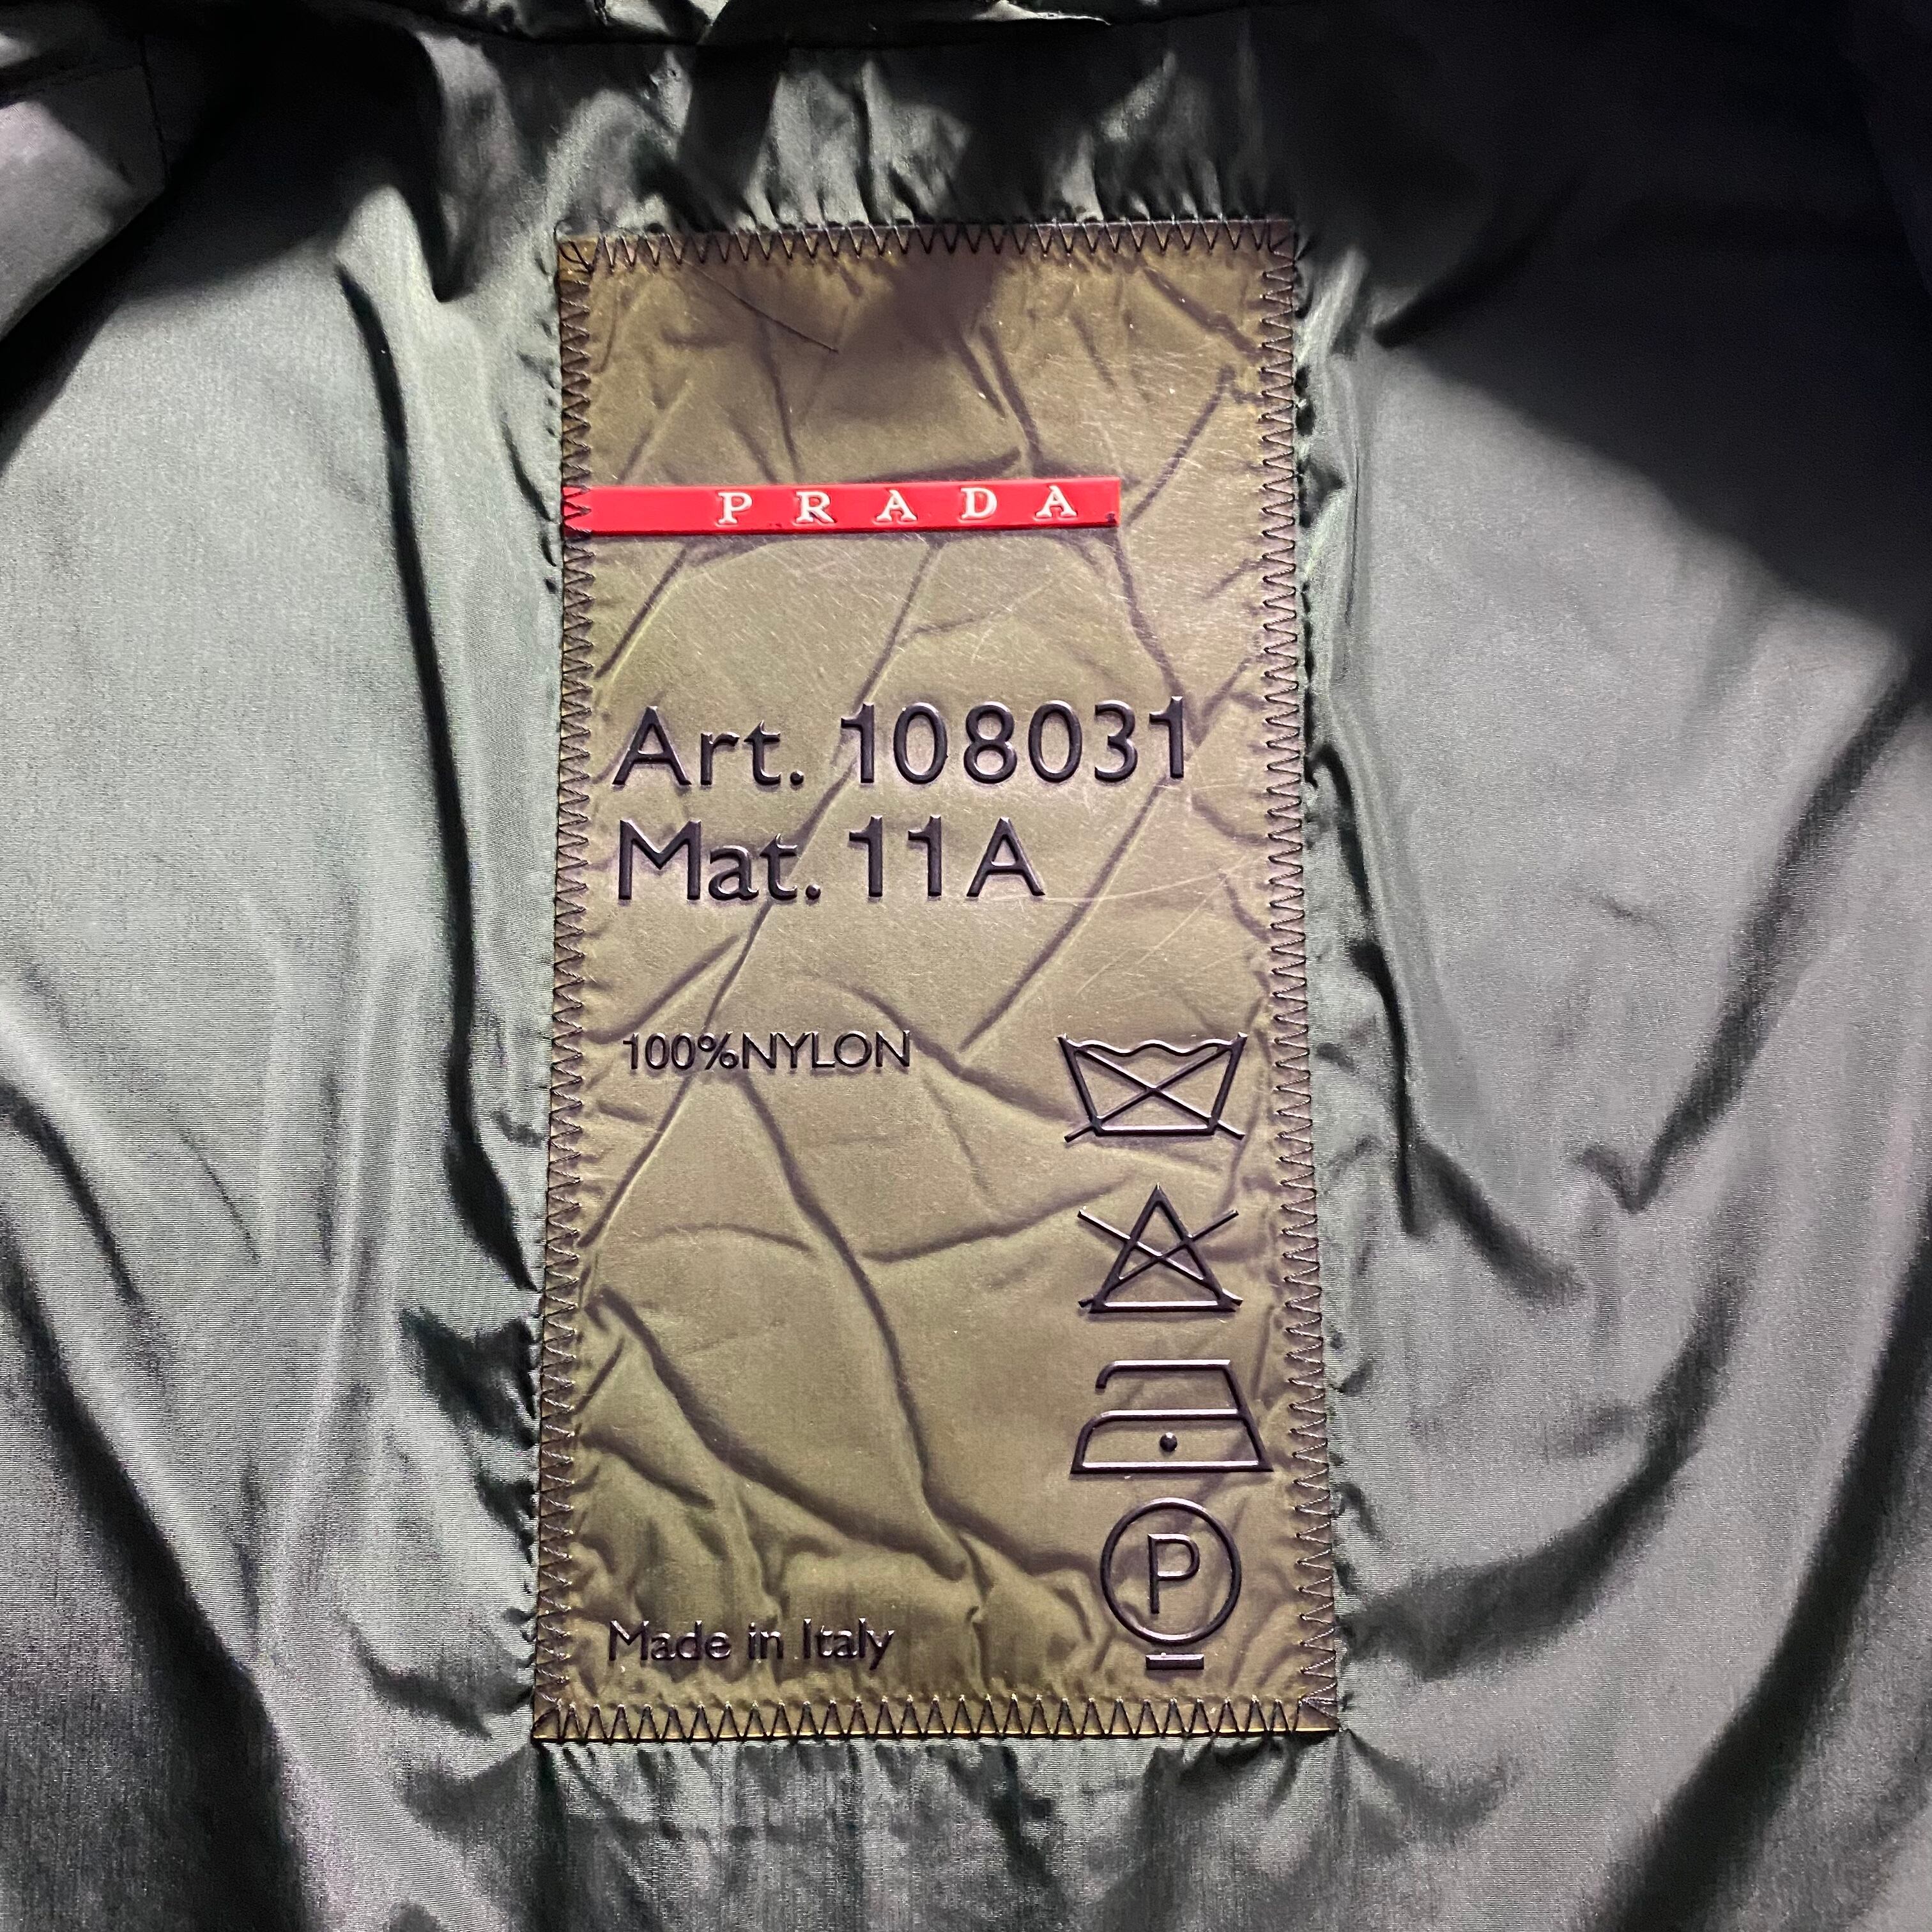 PRADA
Art. 108031
Mat. 11A
100%NYLON
P
Made in Italy